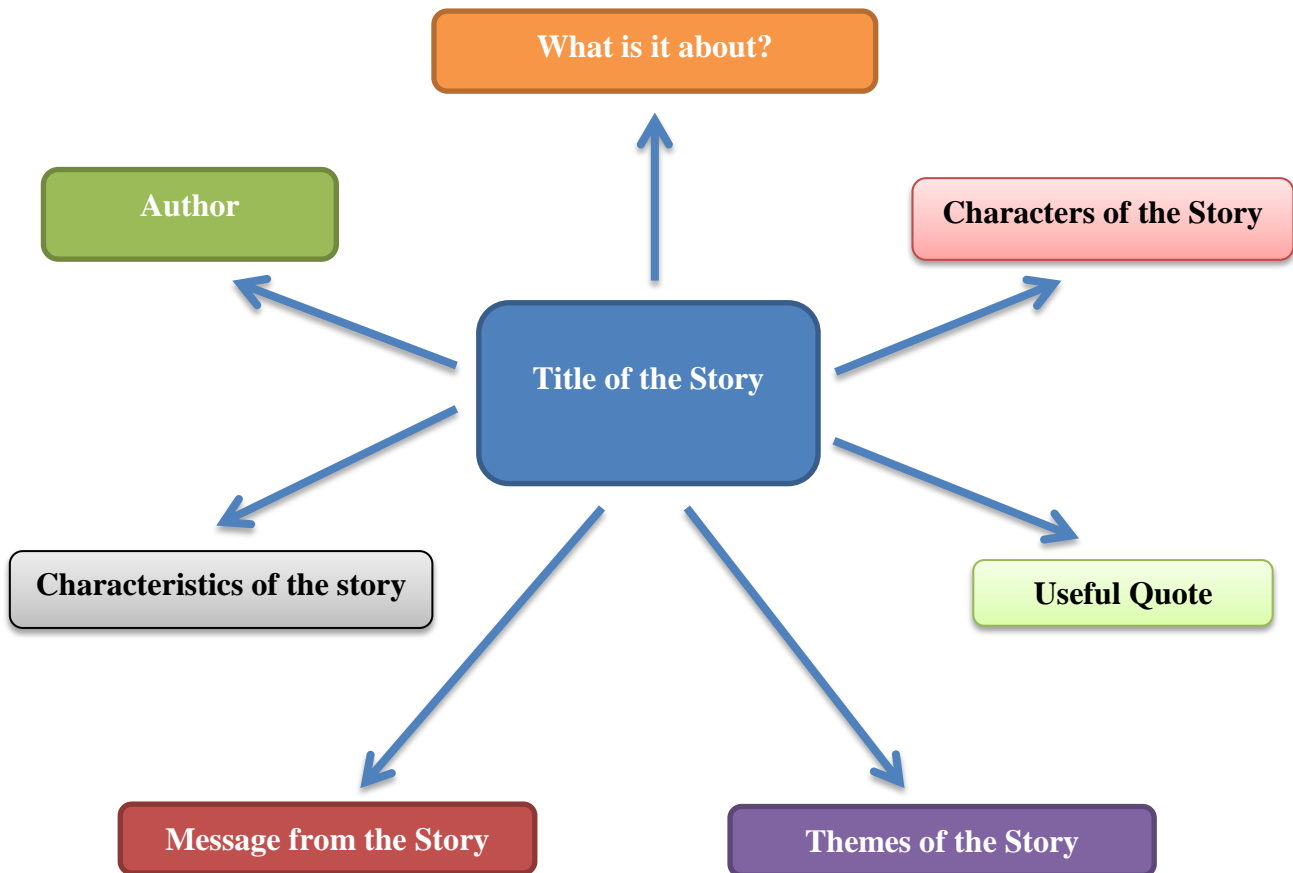 What is it about?
Author
Characters of the Story
Title of the Story
Characteristics of the story
Useful Quote
Message from the Story
Themes of the Story